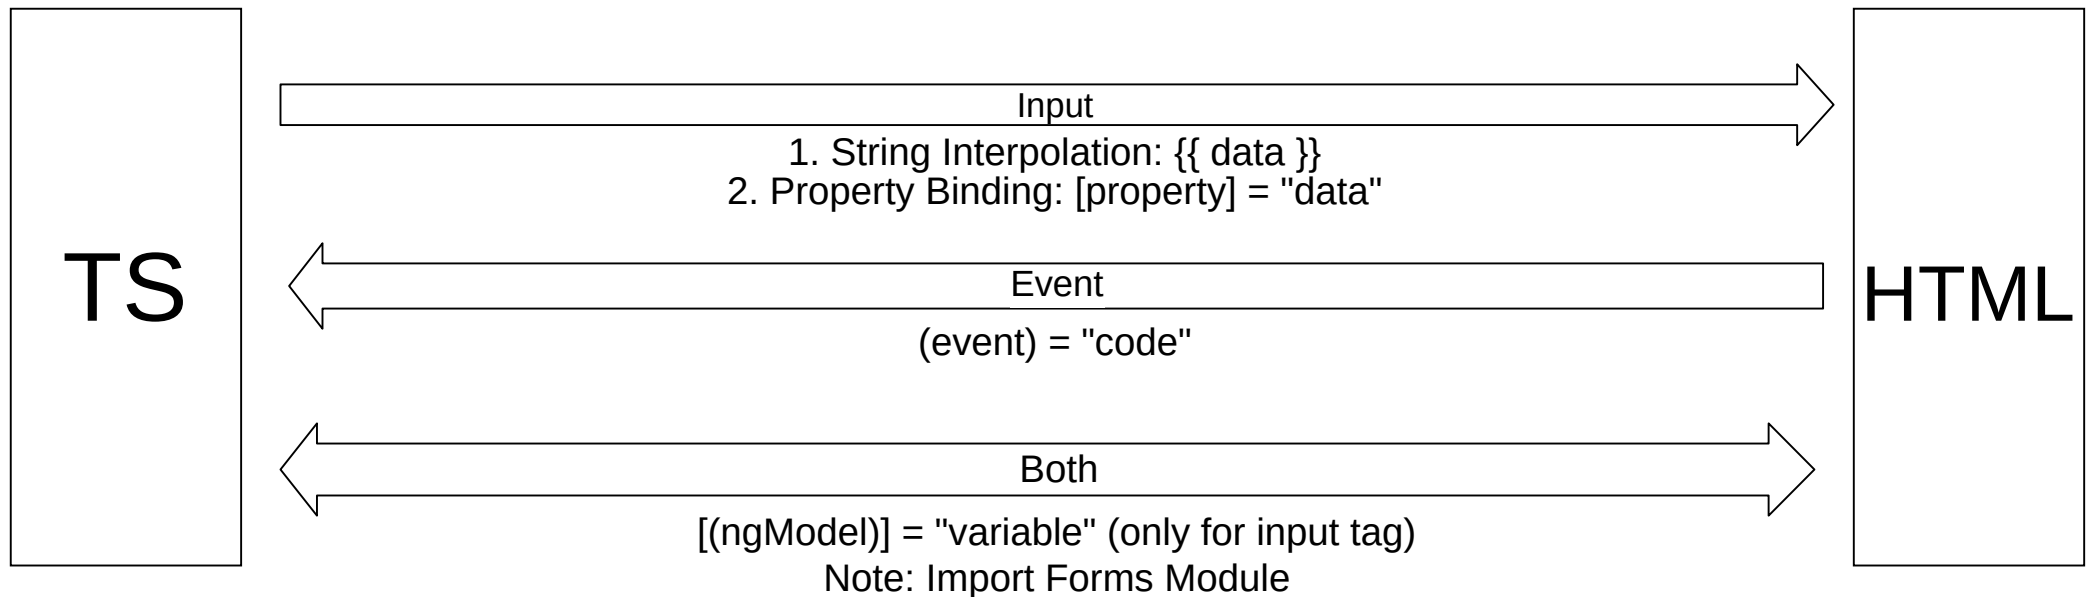 TS
Input
1. String Interpolation: {{ data }}
2. Property Binding: [property] = "data"
Event
(event) = "code"
Both
[(ngModel)] = "variable" (only for input tag)
Note: Import Forms Module
HTML